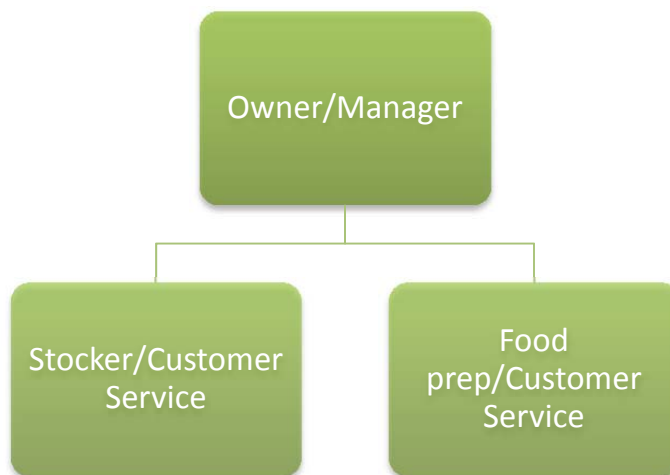 Owner/Manager
Stocker/Customer
Service
Food
prep/Customer
Service